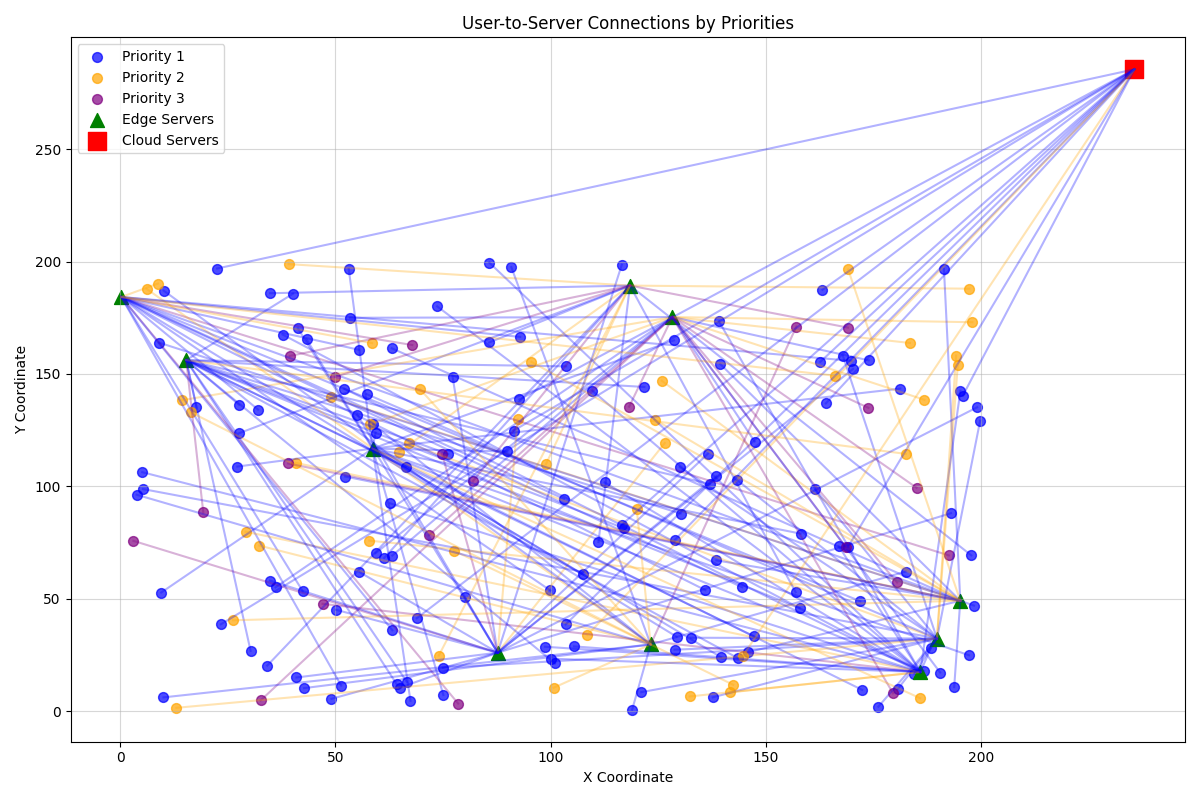 User-to-Server Connections by Priorities
Priority 1
Priority 2
Priority 3
Edge Servers
Cloud Servers
250
200
150
100
50
0
Y Coordinate
0 50 100 150 200
X Coordinate